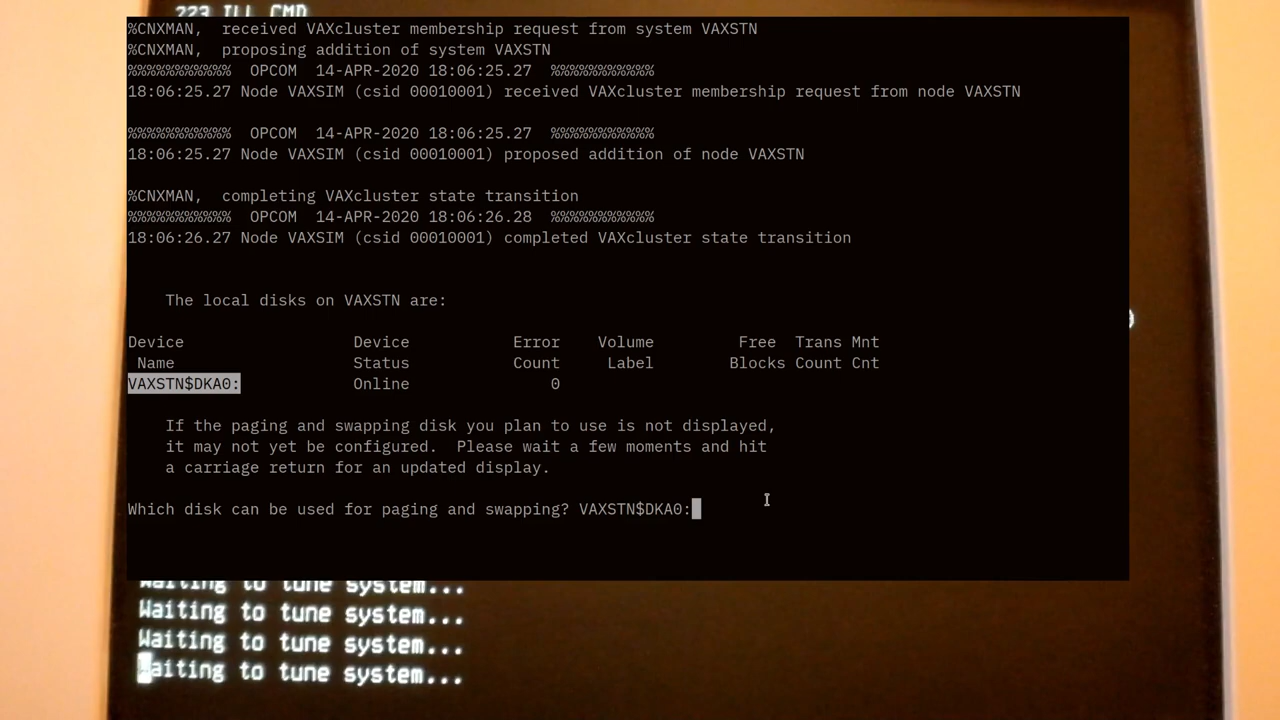 223 ILL CMD
%CNXMAN,  received VAXcluster membership request from system VAXSTN
%CNXMAN,  proposing addition of system VAXSTN
%%%%%%%%%%%  OPCOM  14-APR-2020 18:06:25.27  %%%%%%%%%%%
18:06:25.27 Node VAXSIM (csid 00010001) received VAXcluster membership request from node VAXSTN
%%%%%%%%%%%  OPCOM  14-APR-2020 18:06:25.27  %%%%%%%%%%%
18:06:25.27 Node VAXSIM (csid 00010001) proposed addition of node VAXSTN
%CNXMAN,  completing VAXcluster state transition
%%%%%%%%%%%  OPCOM  14-APR-2020 18:06:26.28  %%%%%%%%%%%
18:06:26.27 Node VAXSIM (csid 00010001) completed VAXcluster state transition
The local disks on VAXSTN are:
Device Device Error Volume Free Trans Mnt
Name Status Count Label Blocks Count Cnt
VAXSTN$DKA0: Online 0
If the paging and swapping disk you plan to use is not displayed,
it may not yet be configured.  Please wait a few moments and hit
a carriage return for an updated display.
Which disk can be used for paging and swapping? VAXSTN$DKA0:
Waiting to tune system...
Waiting to tune system...
Waiting to tune system...
Waiting to tune system...